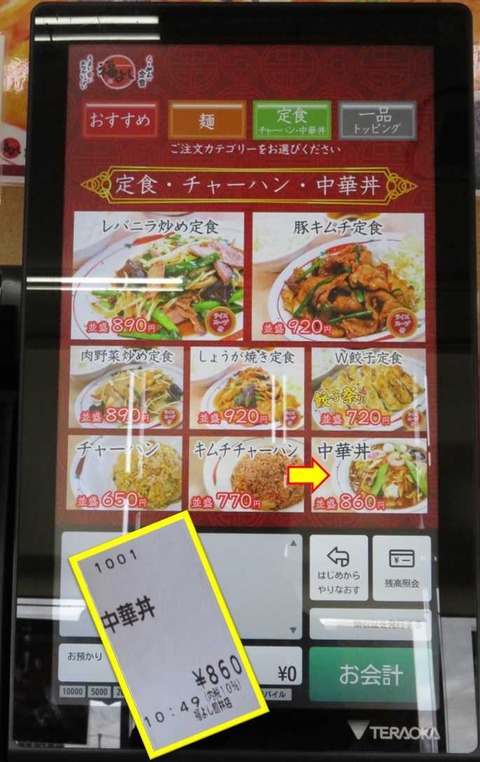 福よし
おすすめ
麺
定食
チャーハン・中華丼
一品
トッピング
ご注文カテゴリーをお選びください
定食・チャーハン・中華丼
レバニラ炒め定食
並盛890円
豚キムチ定食
並盛920円
肉野菜炒め定食
並盛890円
しょうが焼き定食
並盛920円
W餃子定食
並盛720円
チャーハン
並盛650円
キムチチャーハン
並盛770円
中華丼
並盛860円
はじめから
やりなおす
残高照会
お預かり
¥0
お会計
10000 5000
TERAOKA
1001
中華丼
¥860
(内税10%)
10:49